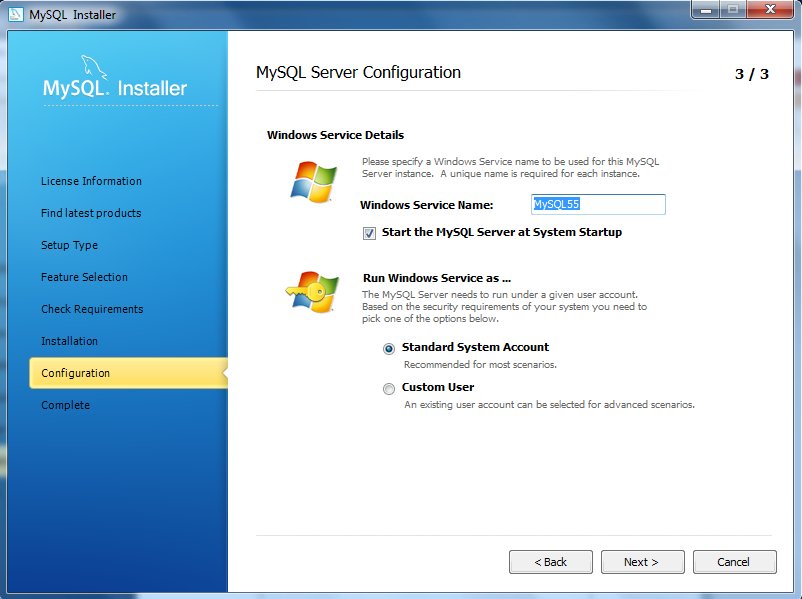 MySQL Installer
MySQL. Installer
License Information
Find latest products
Setup Type
Feature Selection
Check Requirements
Installation
Configuration
Complete
MySQL Server Configuration
3 / 3
Windows Service Details
Please specify a Windows Service name to be used for this MySQL
Server instance. A unique name is required for each instance.
Windows Service Name:
MySQL55
Start the MySQL Server at System Startup
Run Windows Service as ...
The MySQL Server needs to run under a given user account.
Based on the security requirements of your system you need to
pick one of the options below.
Standard System Account
Recommended for most scenarios.
Custom User
An existing user account can be selected for advanced scenarios.
< Back
Next >
Cancel